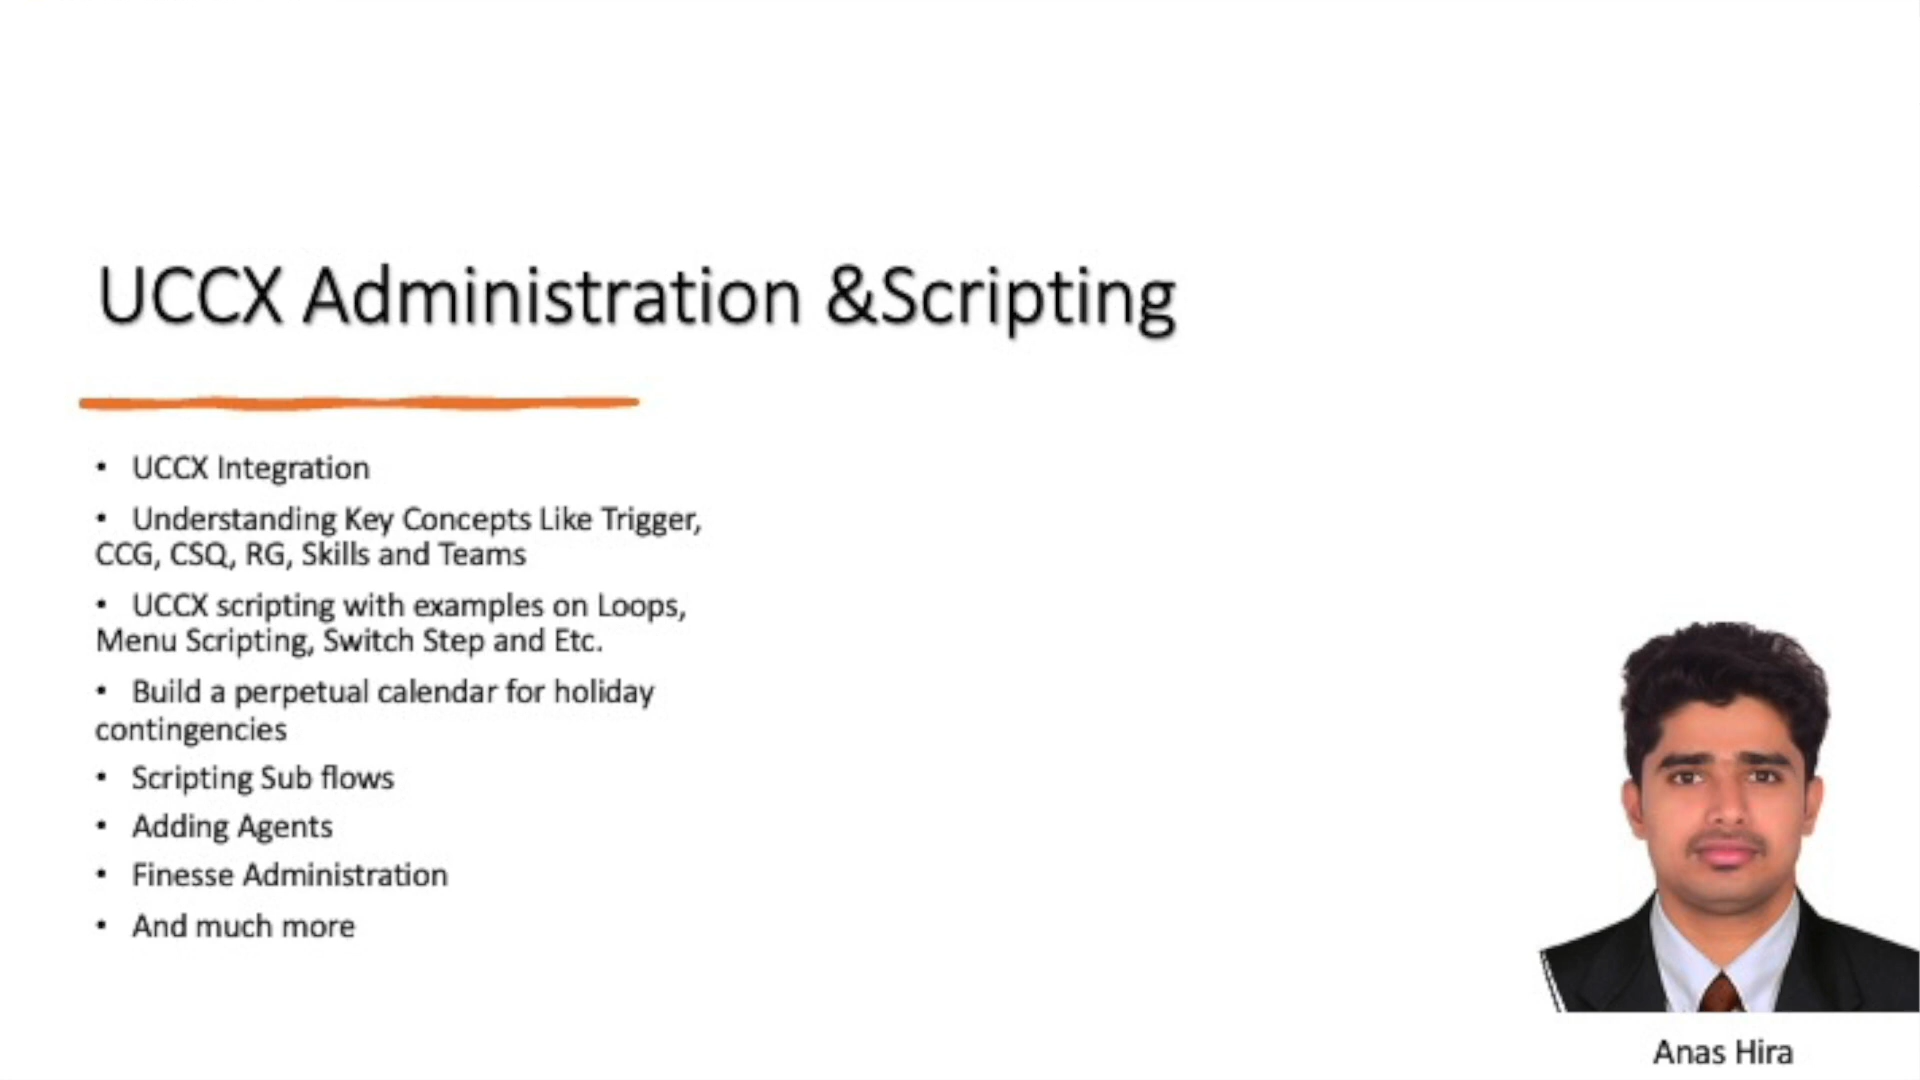 UCCX Administration &Scripting
• UCCX Integration
• Understanding Key Concepts Like Trigger,
CCG, CSQ, RG, Skills and Teams
• UCCX scripting with examples on Loops,
Menu Scripting, Switch Step and Etc.
• Build a perpetual calendar for holiday
contingencies
• Scripting Sub flows
• Adding Agents
• Finesse Administration
• And much more
Anas Hira